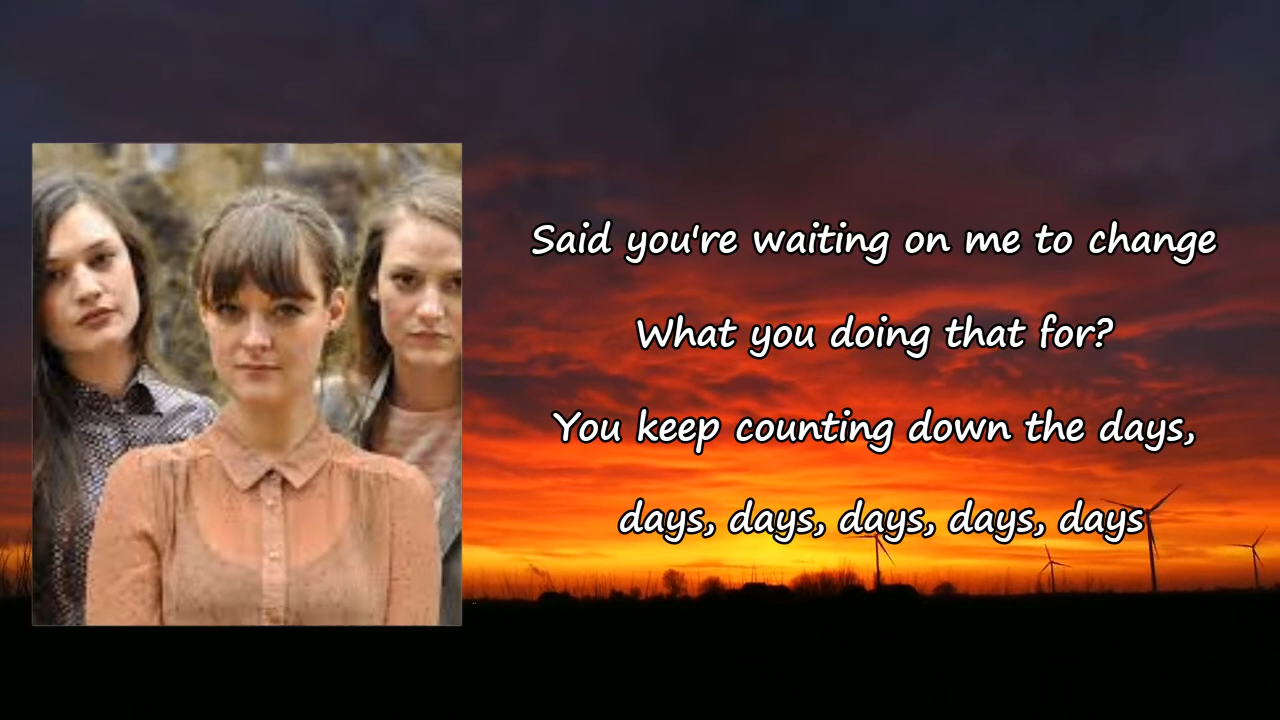 Said you're waiting on me to change
What you doing that for?
You keep counting down the days,
days, days, days, days, days